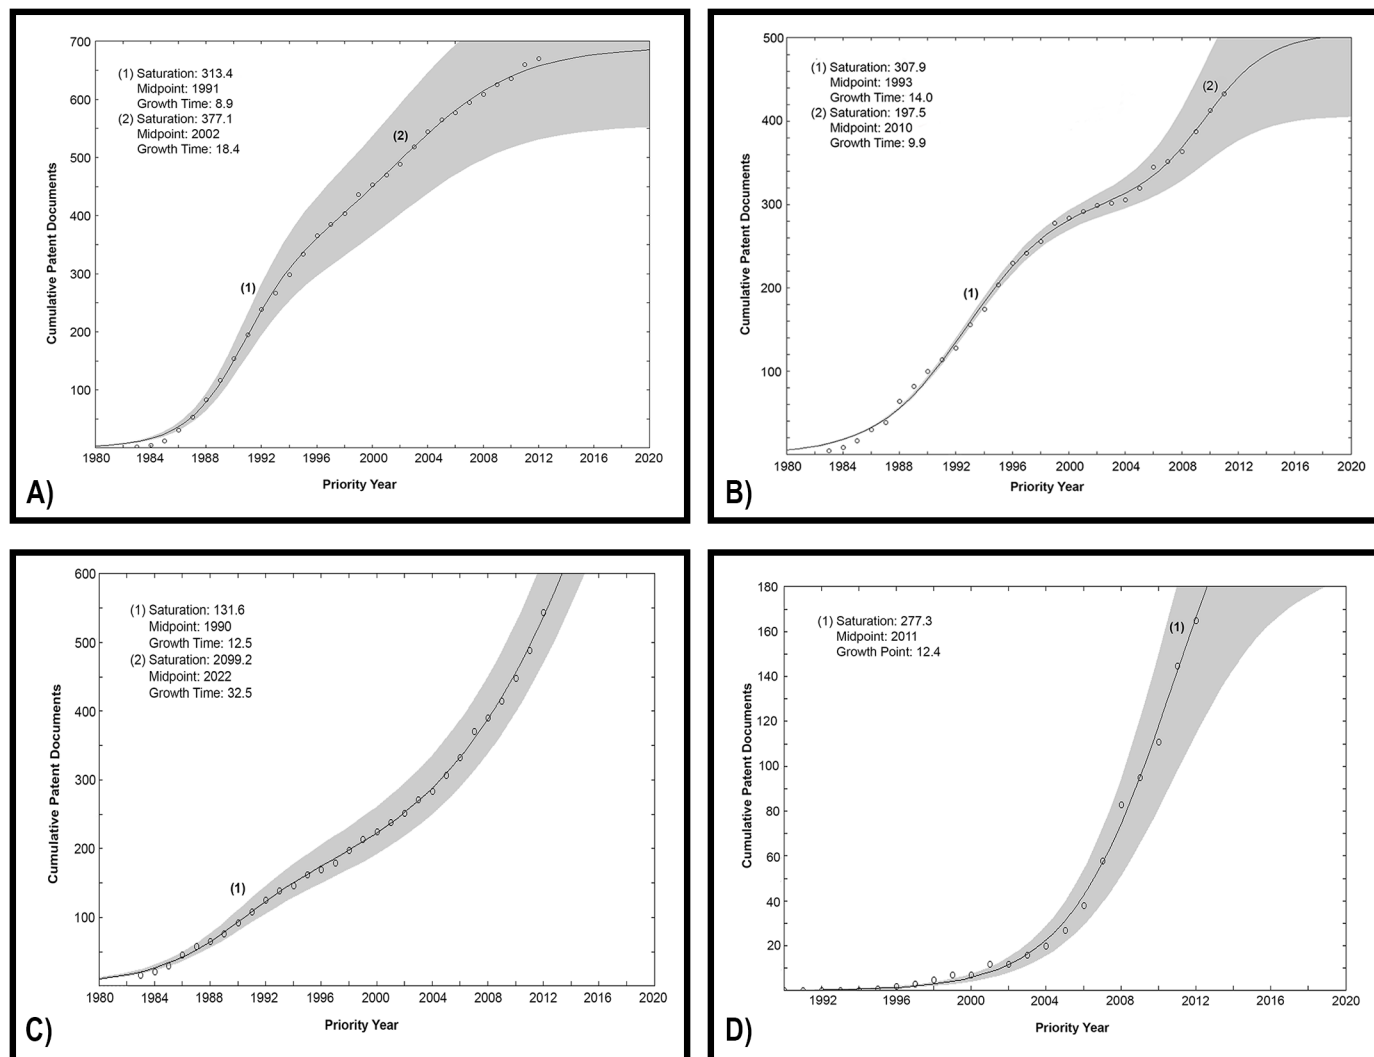 700
600
500
400
300
200
100
(1) Saturation: 313.4
Midpoint: 1991
Growth Time: 8.9
(2) Saturation: 377.1
Midpoint: 2002
Growth Time: 18.4
(1)
(2)
Cumulative Patent Documents
1980 1984 1988 1992 1996 2000 2004 2008 2012 2016 2020
Priority Year
A)
500
400
300
200
100
(1) Saturation: 307.9
Midpoint: 1993
Growth Time: 14.0
(2) Saturation: 197.5
Midpoint: 2010
Growth Time: 9.9
(1)
(2)
Cumulative Patent Documents
1980 1984 1988 1992 1996 2000 2004 2008 2012 2016 2020
Priority Year
B)
600
500
400
300
200
100
(1) Saturation: 131.6
Midpoint: 1990
Growth Time: 12.5
(2) Saturation: 2099.2
Midpoint: 2022
Growth Time: 32.5
(1)
Cumulative Patent Documents
1980 1984 1988 1992 1996 2000 2004 2008 2012 2016 2020
Priority Year
C)
180
160
140
120
100
80
60
40
20
(1) Saturation: 277.3
Midpoint: 2011
Growth Point: 12.4
(1)
Cumulative Patent Documents
1992 1996 2000 2004 2008 2012 2016 2020
Priority Year
D)